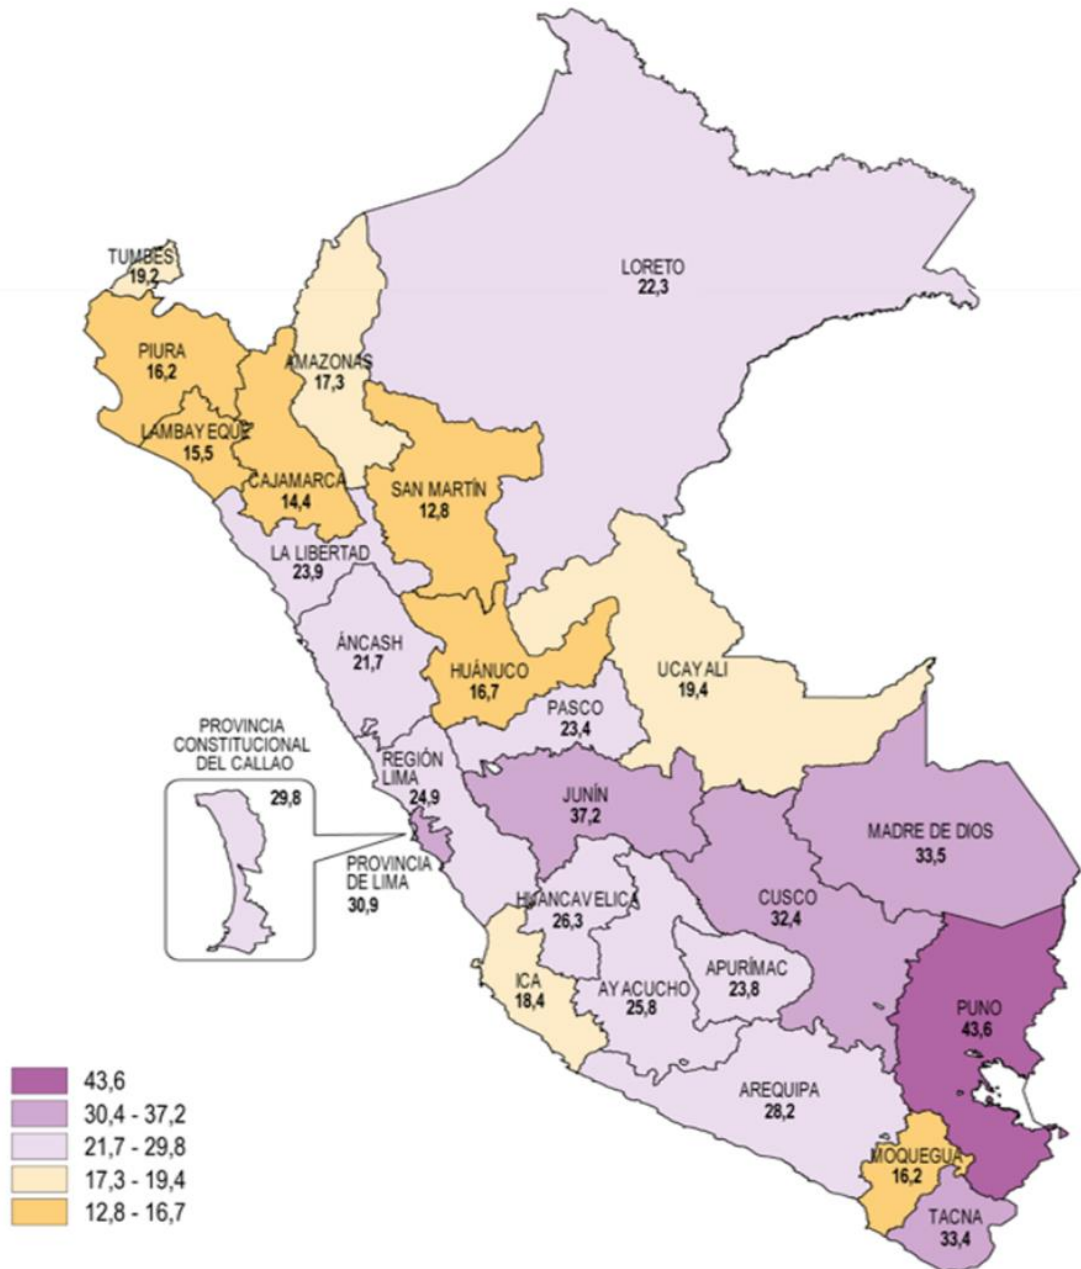 TUMBES
19,2
LORETO
22,3
PIURA
16,2
AMAZONAS
17,3
LAMBAYEQUE
15,5
CAJAMARCA
14,4
SAN MARTÍN
12,8
LA LIBERTAD
23,9
ÁNCASH
21,7
HUÁNUCO
16,7
UCAYALI
19,4
PASCO
23,4
PROVINCIA
CONSTITUCIONAL
DEL CALLAO
29,8
REGIÓN
LIMA
24,9
JUNÍN
37,2
MADRE DE DIOS
33,5
PROVINCIA
DE LIMA
30,9
HUANCAVELICA
26,3
CUSCO
32,4
ICA
18,4
AYACUCHO
25,8
APURÍMAC
23,8
PUNO
43,6
AREQUIPA
28,2
MOQUEGUA
16,2
TACNA
33,4
43,6
30,4 - 37,2
21,7 - 29,8
17,3 - 19,4
12,8 - 16,7